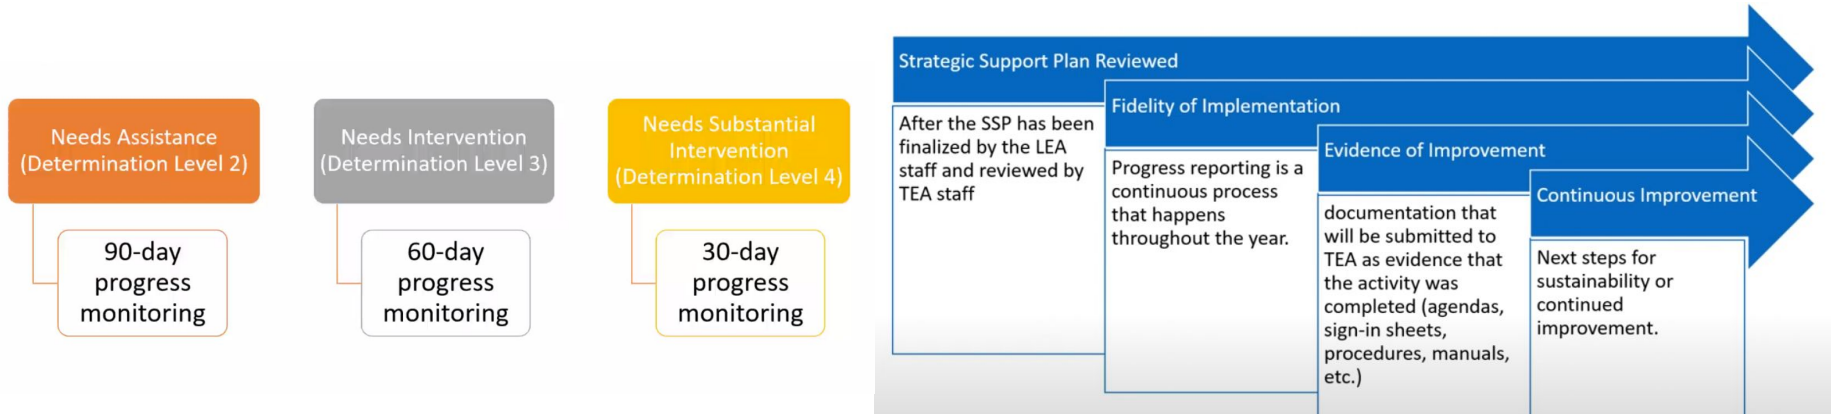 Needs Assistance
(Determination Level 2)
90-day
progress
monitoring
Needs Intervention
(Determination Level 3)
60-day
progress
monitoring
Needs Substantial
Intervention
(Determination Level 4)
30-day
progress
monitoring
Strategic Support Plan Reviewed
After the SSP has been
finalized by the LEA
staff and reviewed by
TEA staff
Fidelity of Implementation
Progress reporting is a
continuous process
that happens
throughout the year.
Evidence of Improvement
documentation that
will be submitted to
TEA as evidence that
the activity was
completed (agendas,
sign-in sheets,
procedures, manuals,
etc.)
Continuous Improvement
Next steps for
sustainability or
continued
improvement.